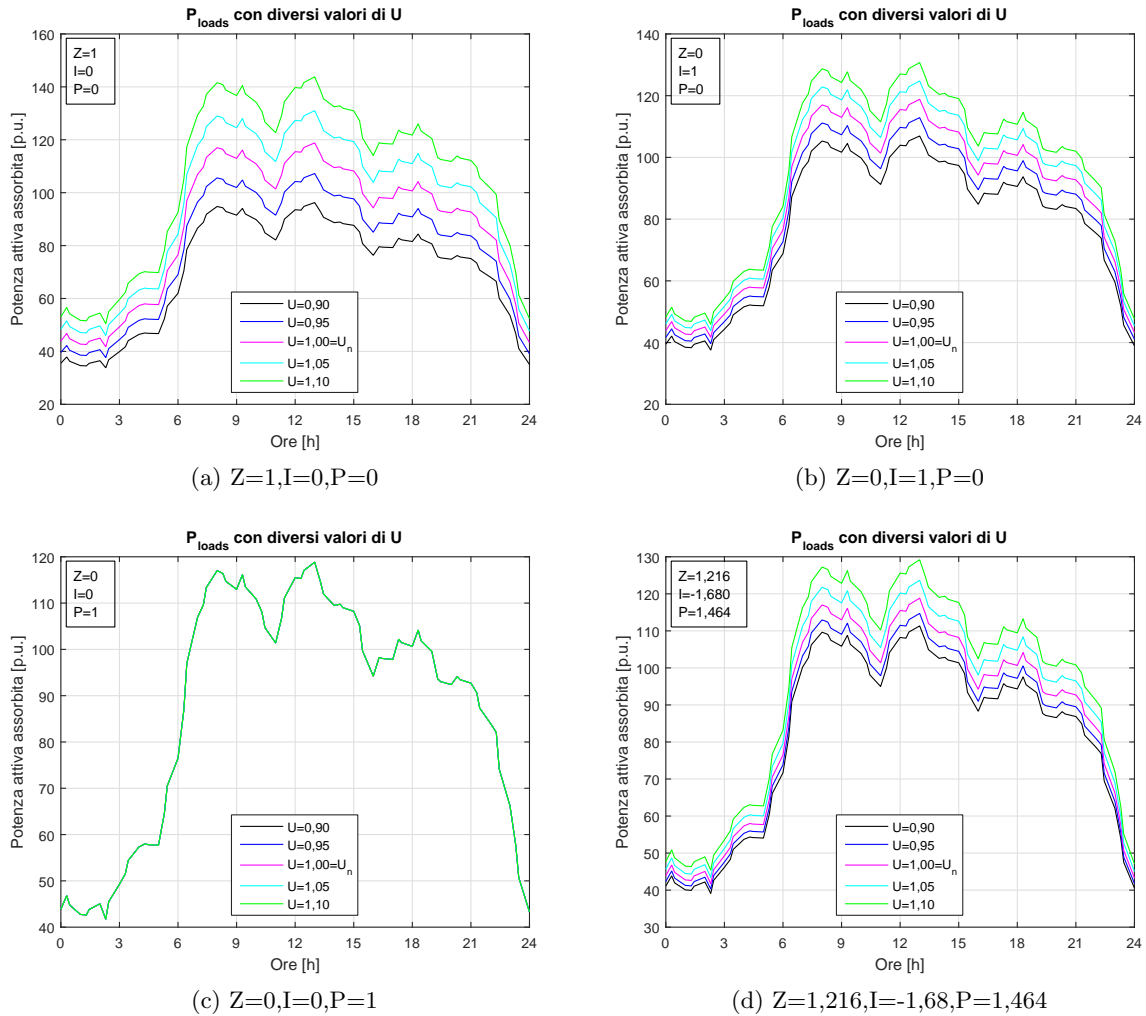 P_loads con diversi valori di U
Z=1
I=0
P=0
Potenza attiva assorbita [p.u.]
160
140
120
100
80
60
40
20
U=0,90
U=0,95
U=1,00=U_n
U=1,05
U=1,10
0 3 6 9 12 15 18 21 24
Ore [h]
(a) Z=1,I=0,P=0
P_loads con diversi valori di U
Z=0
I=1
P=0
Potenza attiva assorbita [p.u.]
140
120
100
80
60
40
20
U=0,90
U=0,95
U=1,00=U_n
U=1,05
U=1,10
0 3 6 9 12 15 18 21 24
Ore [h]
(b) Z=0,I=1,P=0
P_loads con diversi valori di U
Z=0
I=0
P=1
Potenza attiva assorbita [p.u.]
120
110
100
90
80
70
60
50
40
U=0,90
U=0,95
U=1,00=U_n
U=1,05
U=1,10
0 3 6 9 12 15 18 21 24
Ore [h]
(c) Z=0,I=0,P=1
P_loads con diversi valori di U
Z=1,216
I=-1,680
P=1,464
Potenza attiva assorbita [p.u.]
130
120
110
100
90
80
70
60
50
40
30
U=0,90
U=0,95
U=1,00=U_n
U=1,05
U=1,10
0 3 6 9 12 15 18 21 24
Ore [h]
(d) Z=1,216,I=-1,68,P=1,464